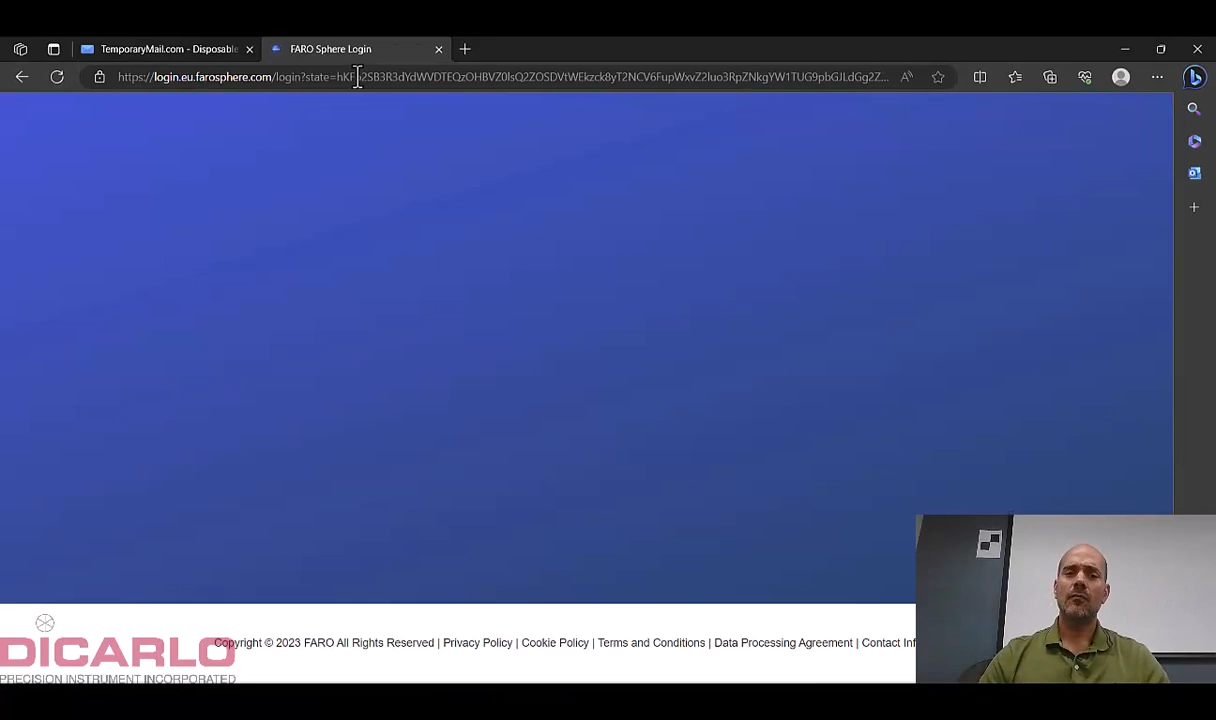 TemporaryMail.com - Disposable
FARO Sphere Login
https://login.eu.farosphere.com/login?state=
Copyright © 2023 FARO All Rights Reserved | Privacy Policy | Cookie Policy | Terms and Conditions | Data Processing Agreement | Contact Inf
DICARLO
PRECISION INSTRUMENT INCORPORATED